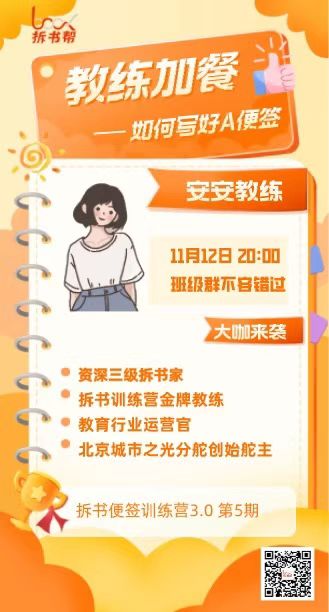 拆书帮
教练加餐
——如何写好A便签
安安教练
11月12日 20:00
班级群不容错过
大咖来袭
资深三级拆书家
拆书训练营金牌教练
教育行业运营官
北京城市之光分舵创始舵主
拆书便签训练营3.0 第5期